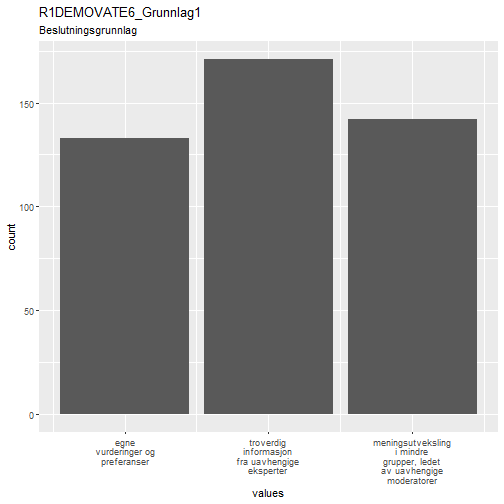 R1DEMOVATE6_Grunnlag1
Beslutningsgrunnlag
150
100
50
0
count
egne
vurderinger og
preferanser
troverdig
informasjon
fra uavhengige
eksperter
meningsutveksling
i mindre
grupper, ledet
av uavhengige
moderatorer
values